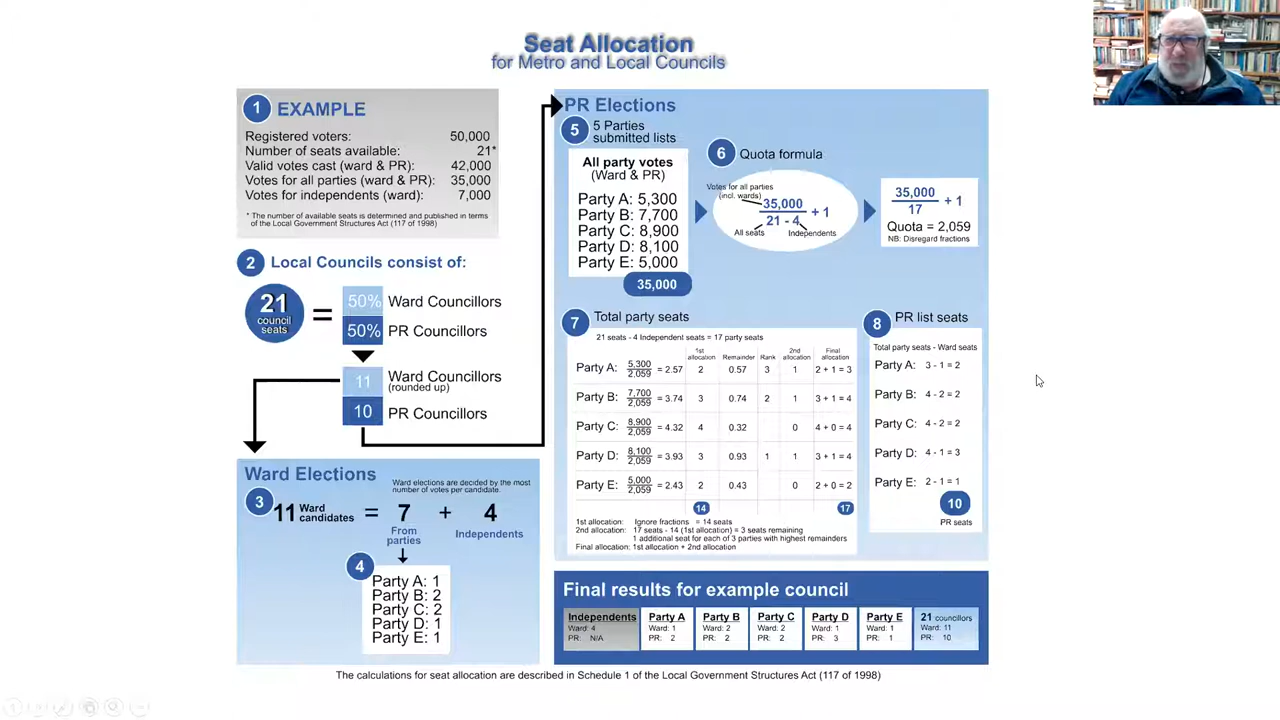 Seat Allocation
for Metro and Local Councils
1 EXAMPLE
Registered voters: 50,000
Number of seats available: 21*
Valid votes cast (ward & PR): 42,000
Votes for all parties (ward & PR): 35,000
Votes for independents (ward): 7,000
* The number of available seats is determined and published in terms
of the Local Government Structures Act (117 of 1998)
2 Local Councils consist of:
21
council
seats
=
50% Ward Councillors
50% PR Councillors
11 Ward Councillors
(rounded up)
10 PR Councillors
Ward Elections
Ward elections are decided by the most
number of votes per candidate.
3 11 Ward candidates = 7 + 4
From
parties
Independents
4
Party A: 1
Party B: 2
Party C: 2
Party D: 1
Party E: 1
PR Elections
5 5 Parties
submitted lists
All party votes
(Ward & PR)
Party A: 5,300
Party B: 7,700
Party C: 8,900
Party D: 8,100
Party E: 5,000
35,000
6 Quota formula
Votes for all parties
(incl. wards)
35,000
21 - 4
+ 1
All seats Independents
35,000
17
+ 1
Quota = 2,059
NB: Disregard fractions
7 Total party seats
21 seats - 4 Independent seats = 17 party seats
1st allocation Remainder Rank 2nd allocation Final allocation
Party A: 5,300/2,059 = 2.57 2 0.57 3 1 2 + 1 = 3
Party B: 7,700/2,059 = 3.74 3 0.74 2 1 3 + 1 = 4
Party C: 8,900/2,059 = 4.32 4 0.32 0 4 + 0 = 4
Party D: 8,100/2,059 = 3.93 3 0.93 1 1 3 + 1 = 4
Party E: 5,000/2,059 = 2.43 2 0.43 0 2 + 0 = 2
14 17
1st allocation: Ignore fractions = 14 seats
2nd allocation: 17 seats - 14 (1st allocation) = 3 seats remaining
1 additional seat for each of 3 parties with highest remainders
Final allocation: 1st allocation + 2nd allocation
8 PR list seats
Total party seats - Ward seats
Party A: 3 - 1 = 2
Party B: 4 - 2 = 2
Party C: 4 - 2 = 2
Party D: 4 - 1 = 3
Party E: 2 - 1 = 1
10
PR seats
Final results for example council
Independents Party A Party B Party C Party D Party E 21 councillors
Ward: 4 Ward: 1 Ward: 2 Ward: 2 Ward: 1 Ward: 1 Ward: 11
PR: N/A PR: 2 PR: 2 PR: 2 PR: 3 PR: 1 PR: 10
The calculations for seat allocation are described in Schedule 1 of the Local Government Structures Act (117 of 1998)